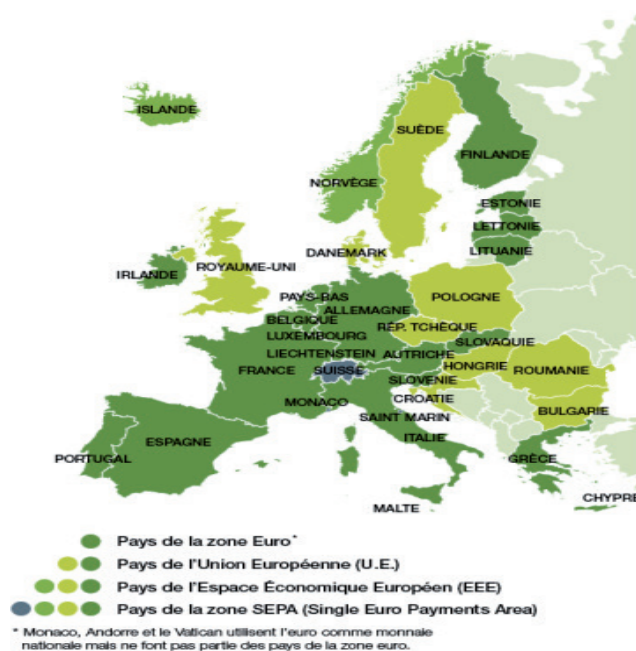 ISLANDE
SUÈDE
FINLANDE
NORVÈGE
ESTONIE
LETTONIE
LITUANIE
DANEMARK
ROYAUME-UNI
IRLANDE
PAYS-BAS
POLOGNE
ALLEMAGNE
BELGIQUE
RÉP. TCHÈQUE
LUXEMBOURG
SLOVAQUIE
LIECHTENSTEIN
AUTRICHE
HONGRIE
FRANCE
SUISSE
ROUMANIE
SLOVENIE
CROATIE
MONACO
BULGARIE
SAINT MARIN
ESPAGNE
ITALIE
PORTUGAL
GRÈCE
CHYPRE
MALTE
Pays de la zone Euro*
Pays de l'Union Européenne (U.E.)
Pays de l'Espace Économique Européen (EEE)
Pays de la zone SEPA (Single Euro Payments Area)
* Monaco, Andorre et le Vatican utilisent l'euro comme monnaie
nationale mais ne font pas partie des pays de la zone euro.